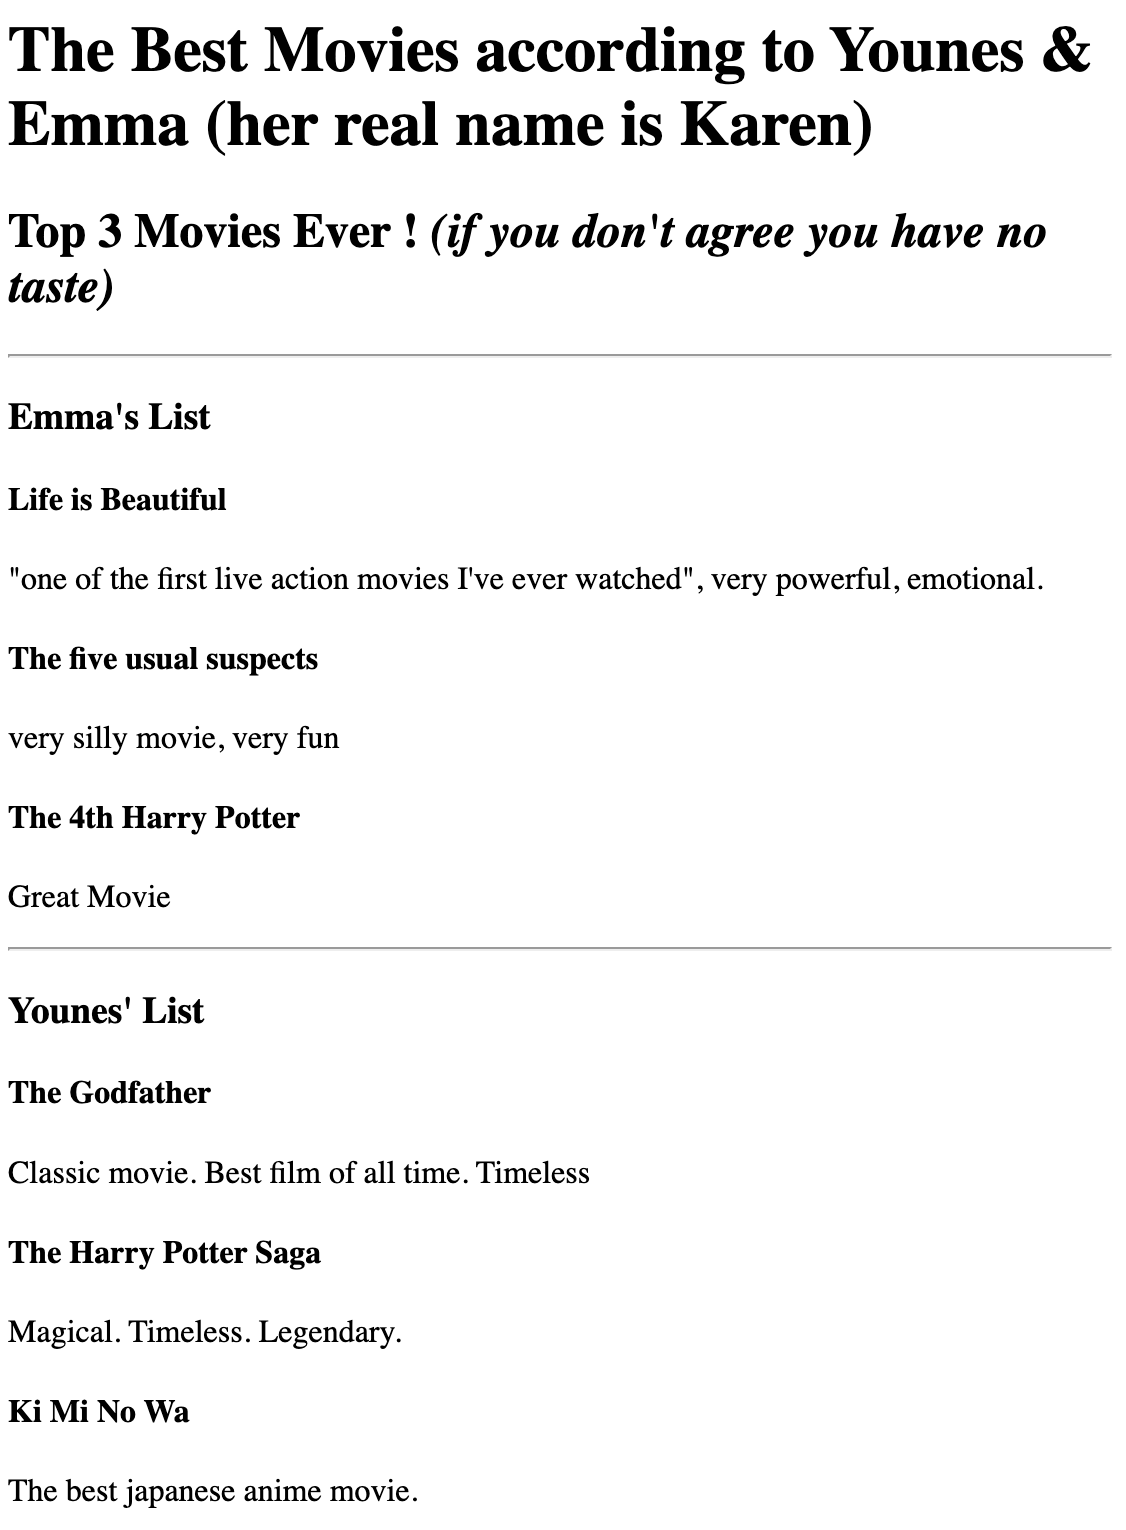 The Best Movies according to Younes &
Emma (her real name is Karen)
Top 3 Movies Ever ! (if you don't agree you have no
taste)
Emma's List
Life is Beautiful
"one of the first live action movies I've ever watched", very powerful, emotional.
The five usual suspects
very silly movie, very fun
The 4th Harry Potter
Great Movie
Younes' List
The Godfather
Classic movie. Best film of all time. Timeless
The Harry Potter Saga
Magical. Timeless. Legendary.
Ki Mi No Wa
The best japanese anime movie.